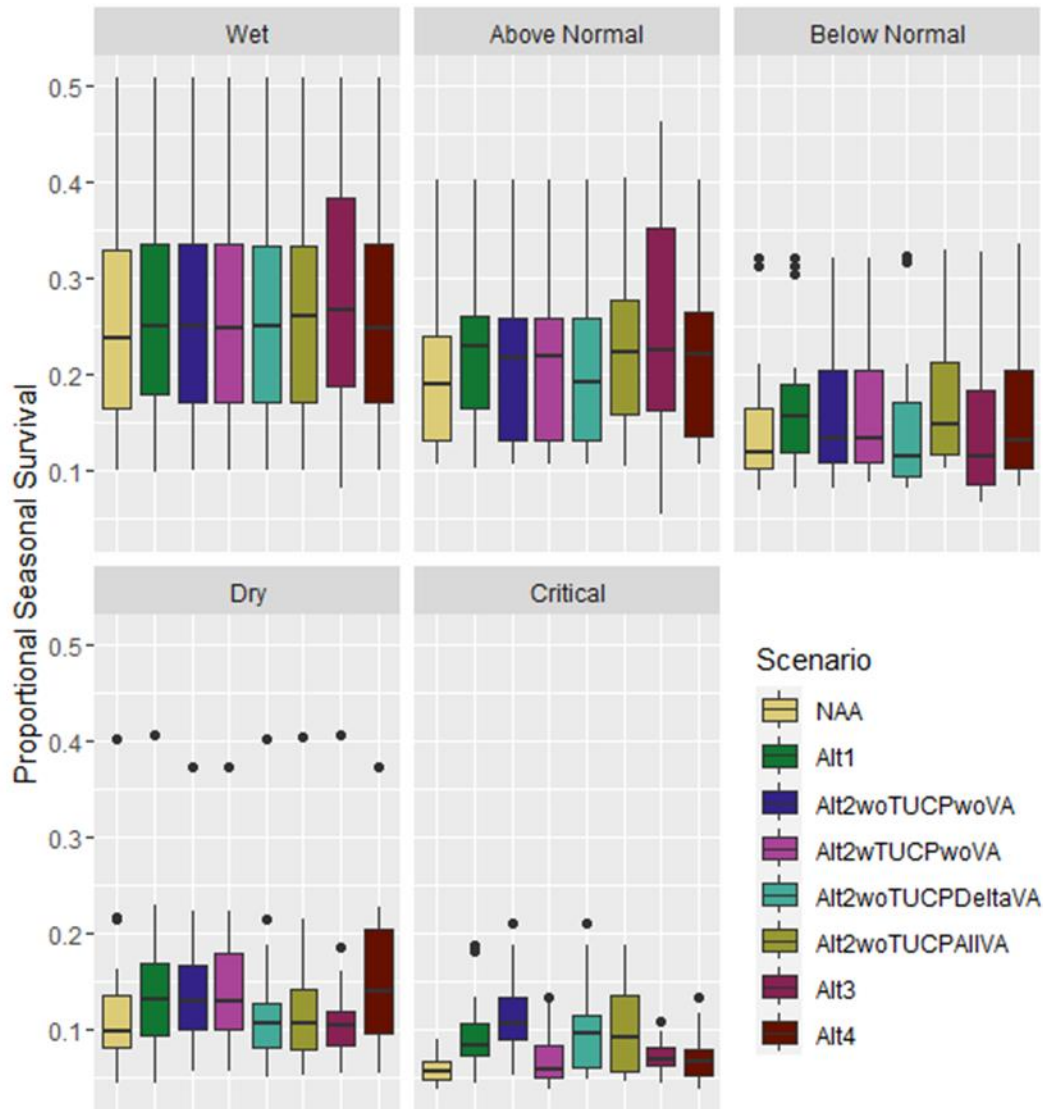 Wet
Above Normal
Below Normal
0.5
0.4
0.3
0.2
0.1
Proportional Seasonal Survival
Dry
Critical
0.5
0.4
0.3
0.2
0.1
Scenario
NAA
Alt1
Alt2woTUCPwoVA
Alt2wTUCPwoVA
Alt2woTUCPDeltaVA
Alt2woTUCPAllVA
Alt3
Alt4